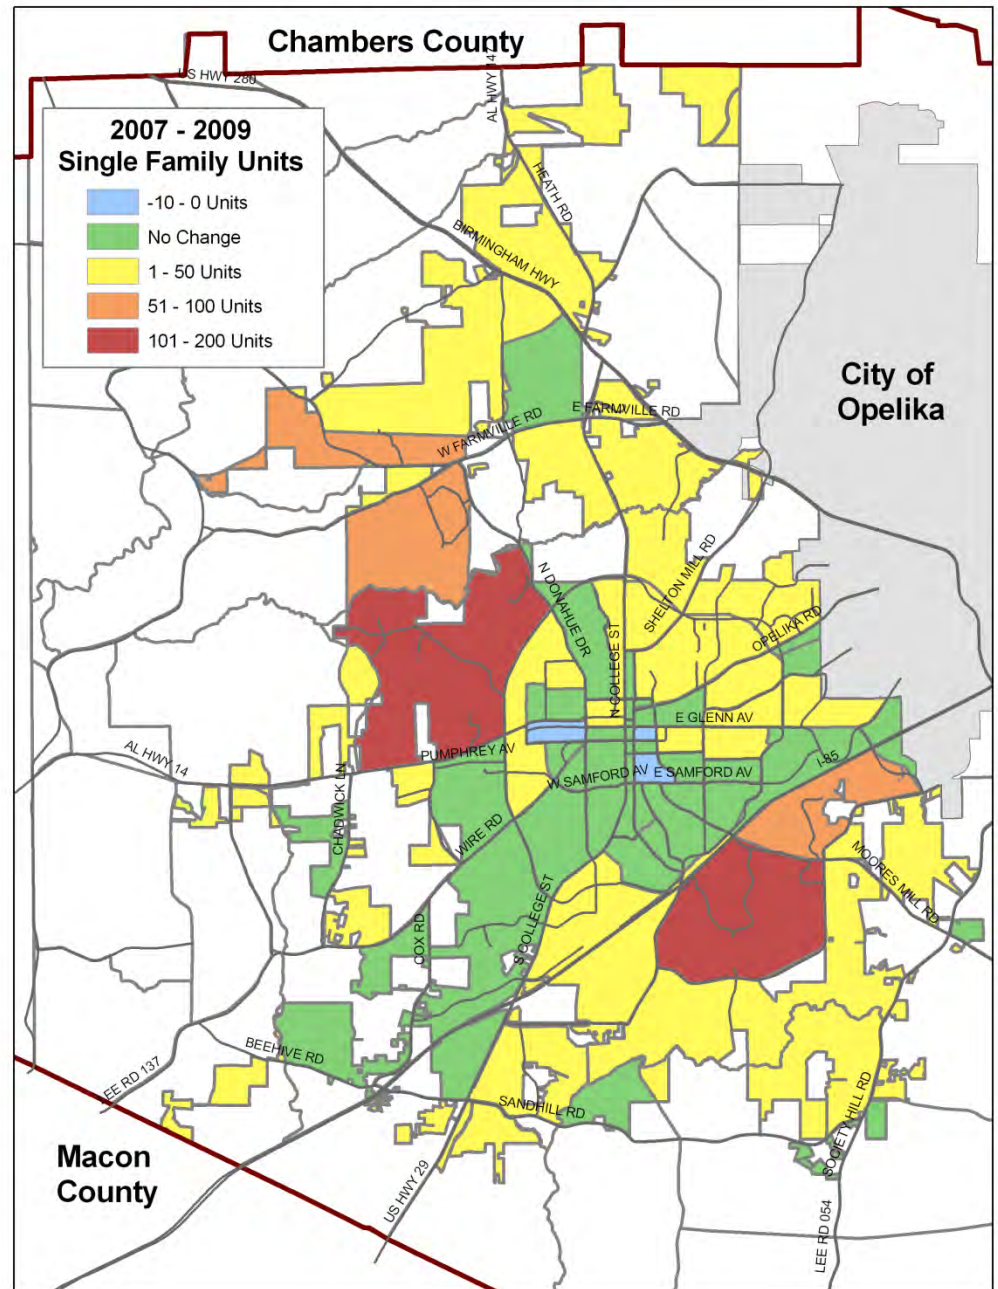 Chambers County
US HWY 280
AL HWY 147
2007 - 2009
Single Family Units
-10 - 0 Units
No Change
1 - 50 Units
51 - 100 Units
101 - 200 Units
HEATH RD
BIRMINGHAM HWY
City of
Opelika
E FARMVILLE RD
W FARMVILLE RD
N DONAHUE DR
SHELTON MILL RD
N COLLEGE ST
OPELIKA RD
E GLENN AV
AL HWY 14
PUMPHREY AV
I-85
W SAMFORD AV
E SAMFORD AV
CHADWICK LN
WIRE RD
MOORES MILL RD
COX RD
S COLLEGE ST
BEEHIVE RD
LEE RD 137
SANDHILL RD
SOCIETY HILL RD
Macon
County
US HWY 29
LEE RD 054